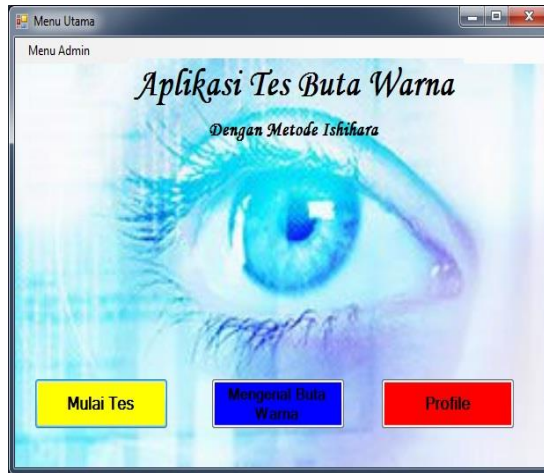 Menu Utama
Menu Admin
Aplikasi Tes Buta Warna
Dengan Metode Ishihara
Mulai Tes
Mengenal Buta
Warna
Profile